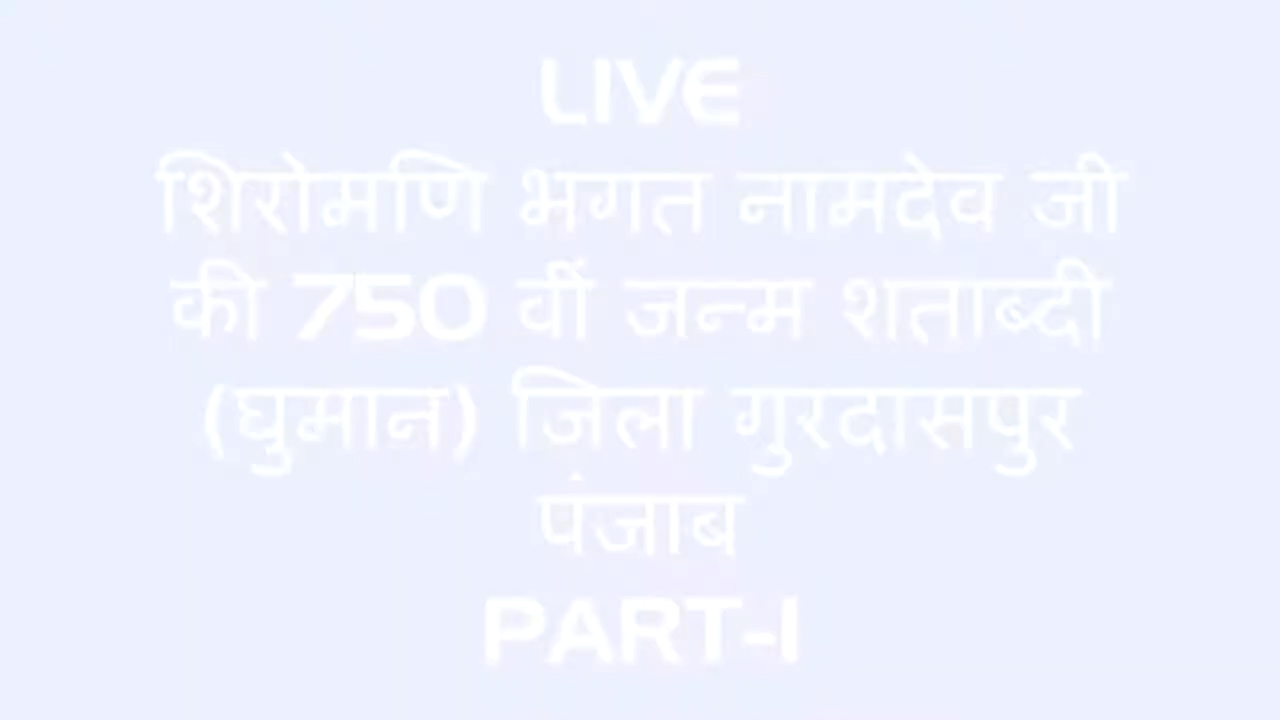 LIVE
शिरोमणि भगत नामदेव जी
की 750 वीं जन्म शताब्दी
(घुमान) जिला गुरदासपुर
पंजाब
PART-I